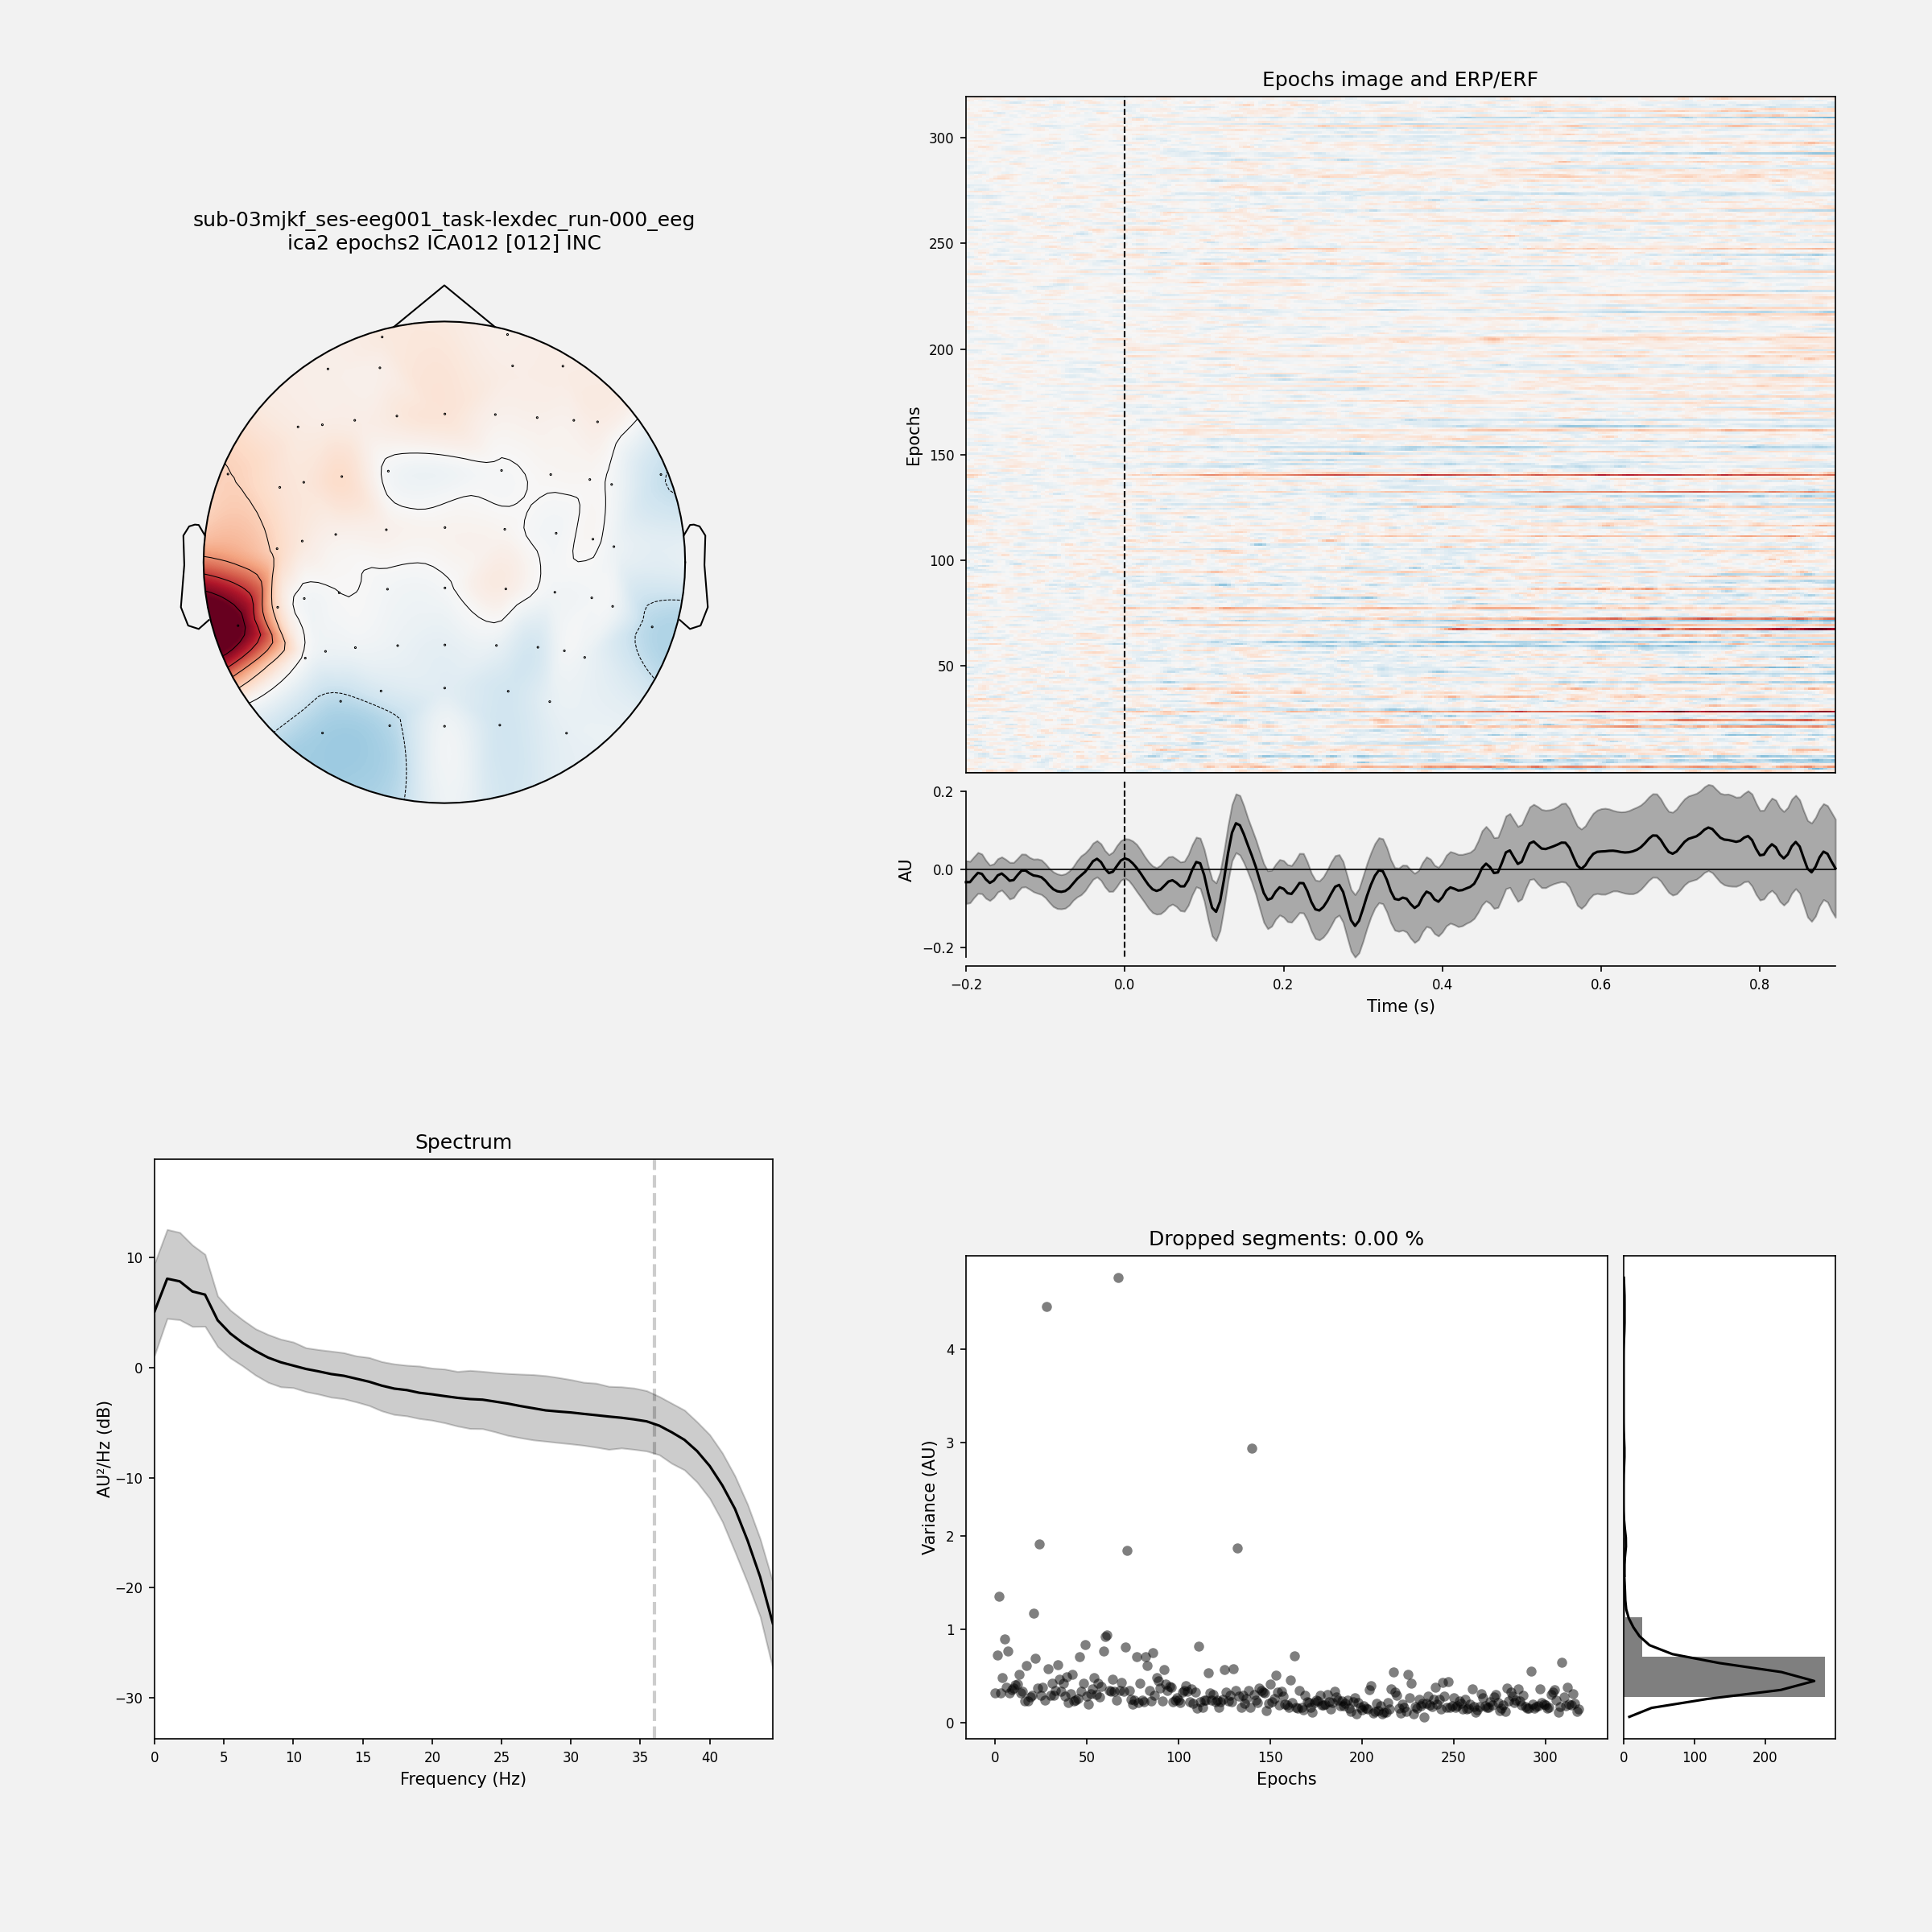 sub-03mjkf_ses-eeg001_task-lexdec_run-000_eeg
ica2 epochs2 ICA012 [012] INC
Epochs image and ERP/ERF
Epochs
300
250
200
150
100
50
AU
0.2
0.0
−0.2
−0.2 0.0 0.2 0.4 0.6 0.8
Time (s)
Spectrum
AU²/Hz (dB)
10
0
−10
−20
−30
0 5 10 15 20 25 30 35 40
Frequency (Hz)
Dropped segments: 0.00 %
Variance (AU)
4
3
2
1
0
0 50 100 150 200 250 300
Epochs
0 100 200